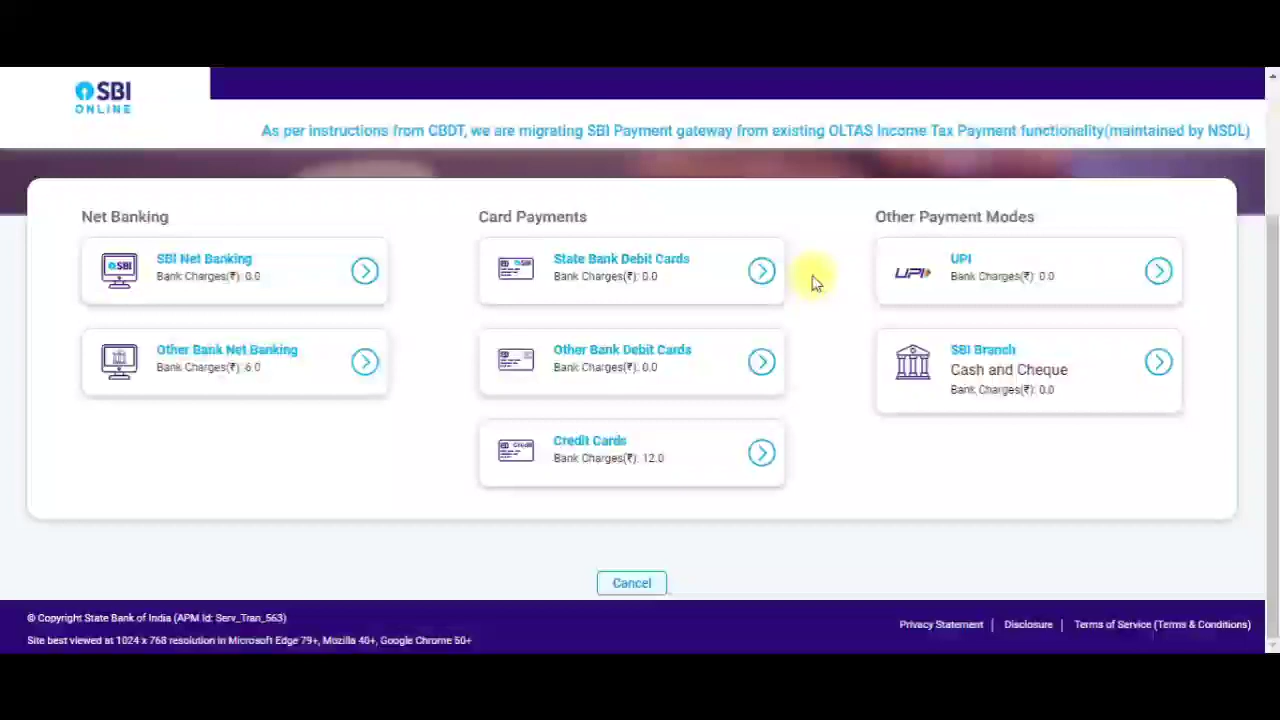 SBI
ONLINE
As per instructions from CBDT, we are migrating SBI Payment gateway from existing OLTAS Income Tax Payment functionality(maintained by NSDL)
Net Banking
SBI Net Banking
Bank Charges(₹): 0.0
Other Bank Net Banking
Bank Charges(₹): 6.0
Card Payments
State Bank Debit Cards
Bank Charges(₹): 0.0
Other Bank Debit Cards
Bank Charges(₹): 0.0
Credit Cards
Bank Charges(₹): 12.0
Other Payment Modes
UPI
UPI
Bank Charges(₹): 0.0
SBI Branch
Cash and Cheque
Bank Charges(₹): 0.0
Cancel
© Copyright State Bank of India (APM Id: Serv_Tran_563)
Site best viewed at 1024 x 768 resolution in Microsoft Edge 79+, Mozilla 40+, Google Chrome 50+
Privacy Statement | Disclosure | Terms of Service (Terms & Conditions)